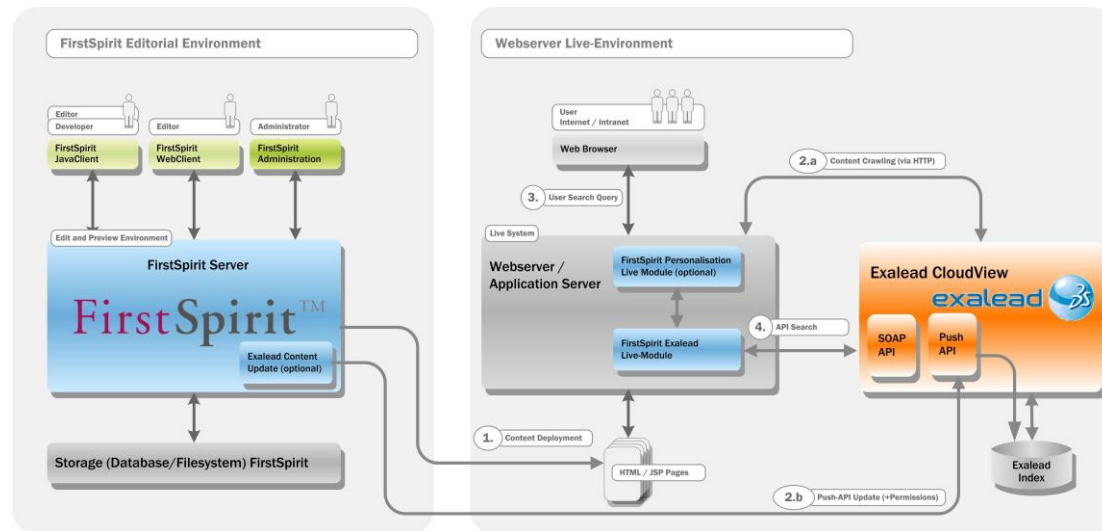 FirstSpirit Editorial Environment
Editor
Developer
FirstSpirit
JavaClient
Editor
FirstSpirit
WebClient
Administrator
FirstSpirit
Administration
Edit and Preview Environment
FirstSpirit Server
FirstSpirit™
Exalead Content
Update (optional)
Storage (Database/Filesystem) FirstSpirit
Webserver Live-Environment
User
Internet / Intranet
Web Browser
3. User Search Query
2.a Content Crawling (via HTTP)
Live System
Webserver /
Application Server
FirstSpirit Personalisation
Live Module (optional)
FirstSpirit Exalead
Live-Module
4. API Search
Exalead CloudView
exalead
SOAP
API
Push
API
1. Content Deployment
HTML / JSP Pages
2.b Push-API Update (+Permissions)
Exalead
Index